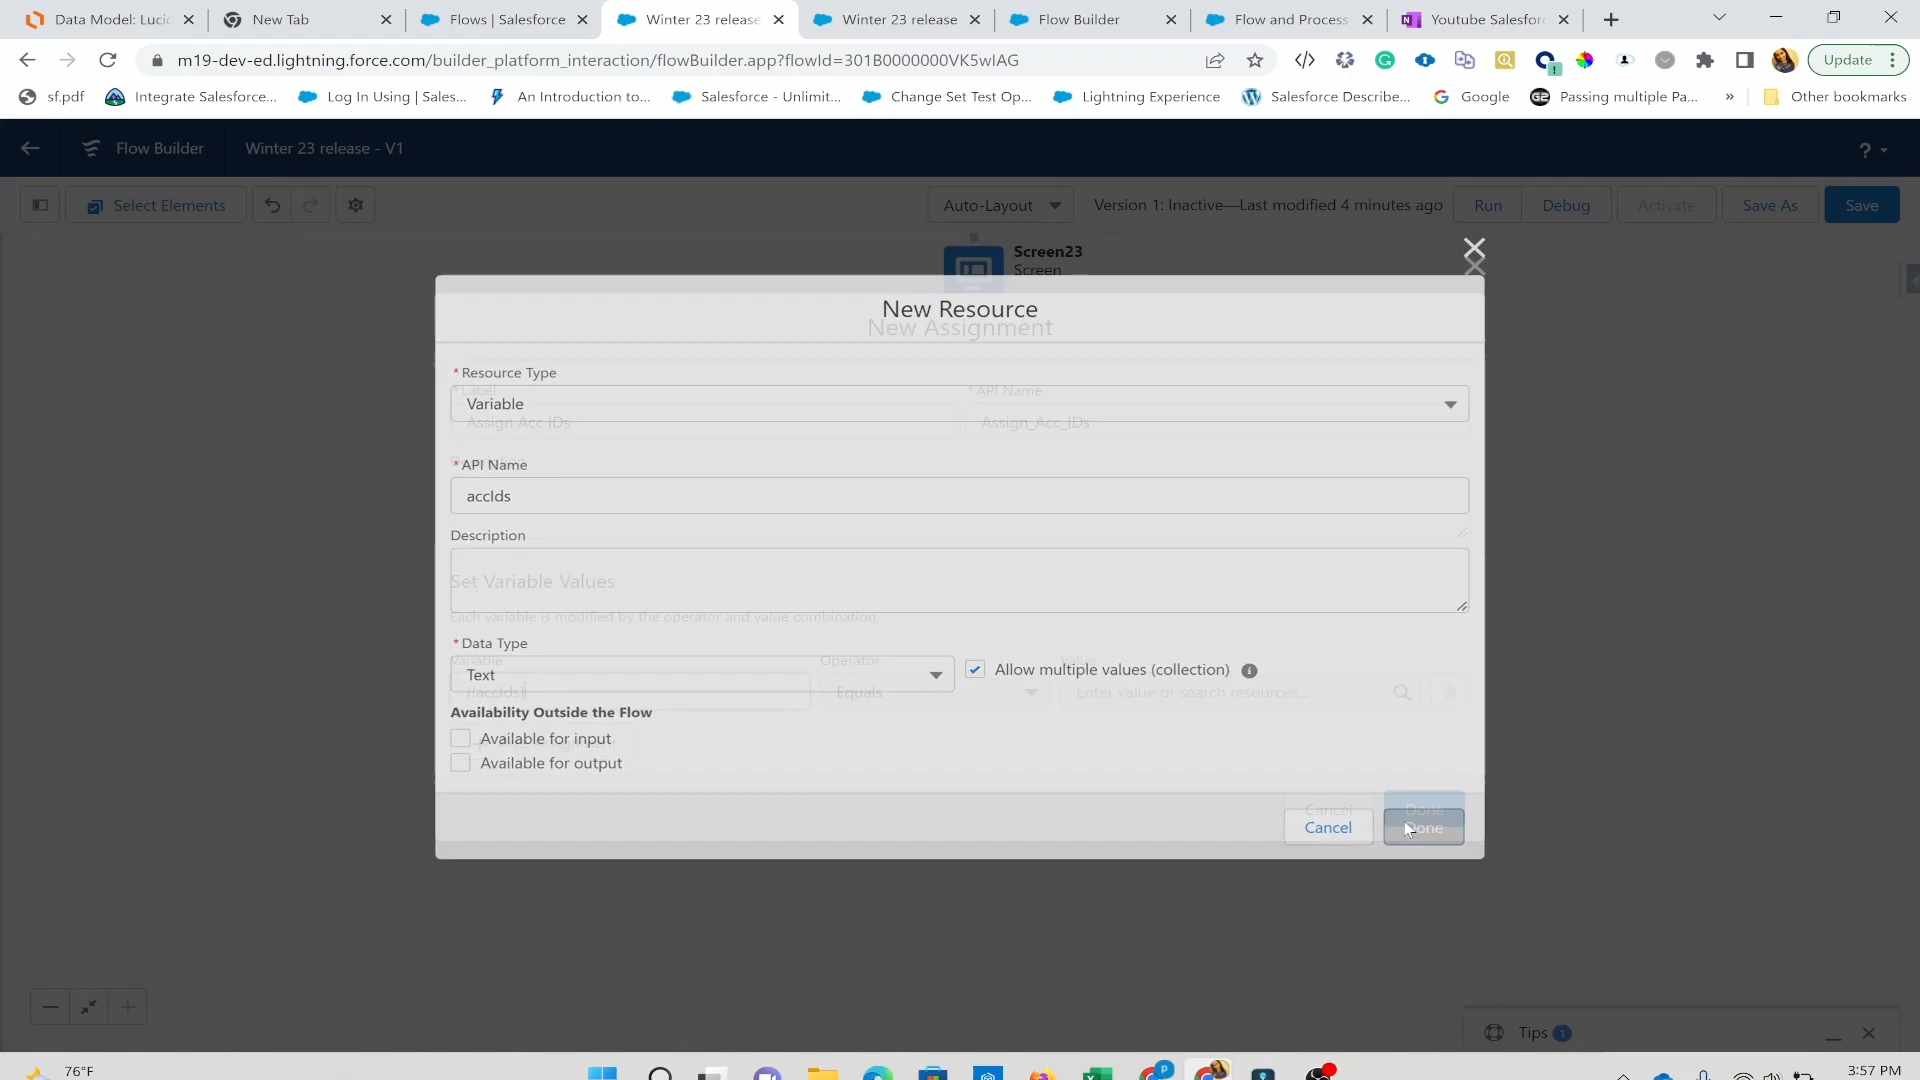 Data Model: Lucic
New Tab
Flows | Salesforce
Winter 23 release
Winter 23 release
Flow Builder
Flow and Process
Youtube Salesforc
m19-dev-ed.lightning.force.com/builder_platform_interaction/flowBuilder.app?flowId=301B0000000VK5wIAG
Update
sf.pdf
Integrate Salesforce...
Log In Using | Sales...
An Introduction to...
Salesforce - Unlimit...
Change Set Test Op...
Lightning Experience
Salesforce Describe...
Google
Passing multiple Pa...
»
Other bookmarks
Flow Builder
Winter 23 release - V1
?
Select Elements
Auto-Layout
Version 1: Inactive—Last modified 4 minutes ago
Run
Debug
Activate
Save As
Save
Screen23
Screen
New Resource
New Assignment
* Resource Type
* Label
* API Name
Variable
Assign Acc IDs
Assign_Acc_IDs
* API Name
accIds
Description
Set Variable Values
Each variable is modified by the operator and value combination.
* Data Type
Variable
Operator
Text
Allow multiple values (collection)
{!accIds}
Equals
Enter value or search resources...
Availability Outside the Flow
Available for input
Available for output
Cancel
Done
Cancel
Done
Tips 1
76°F
3:57 PM